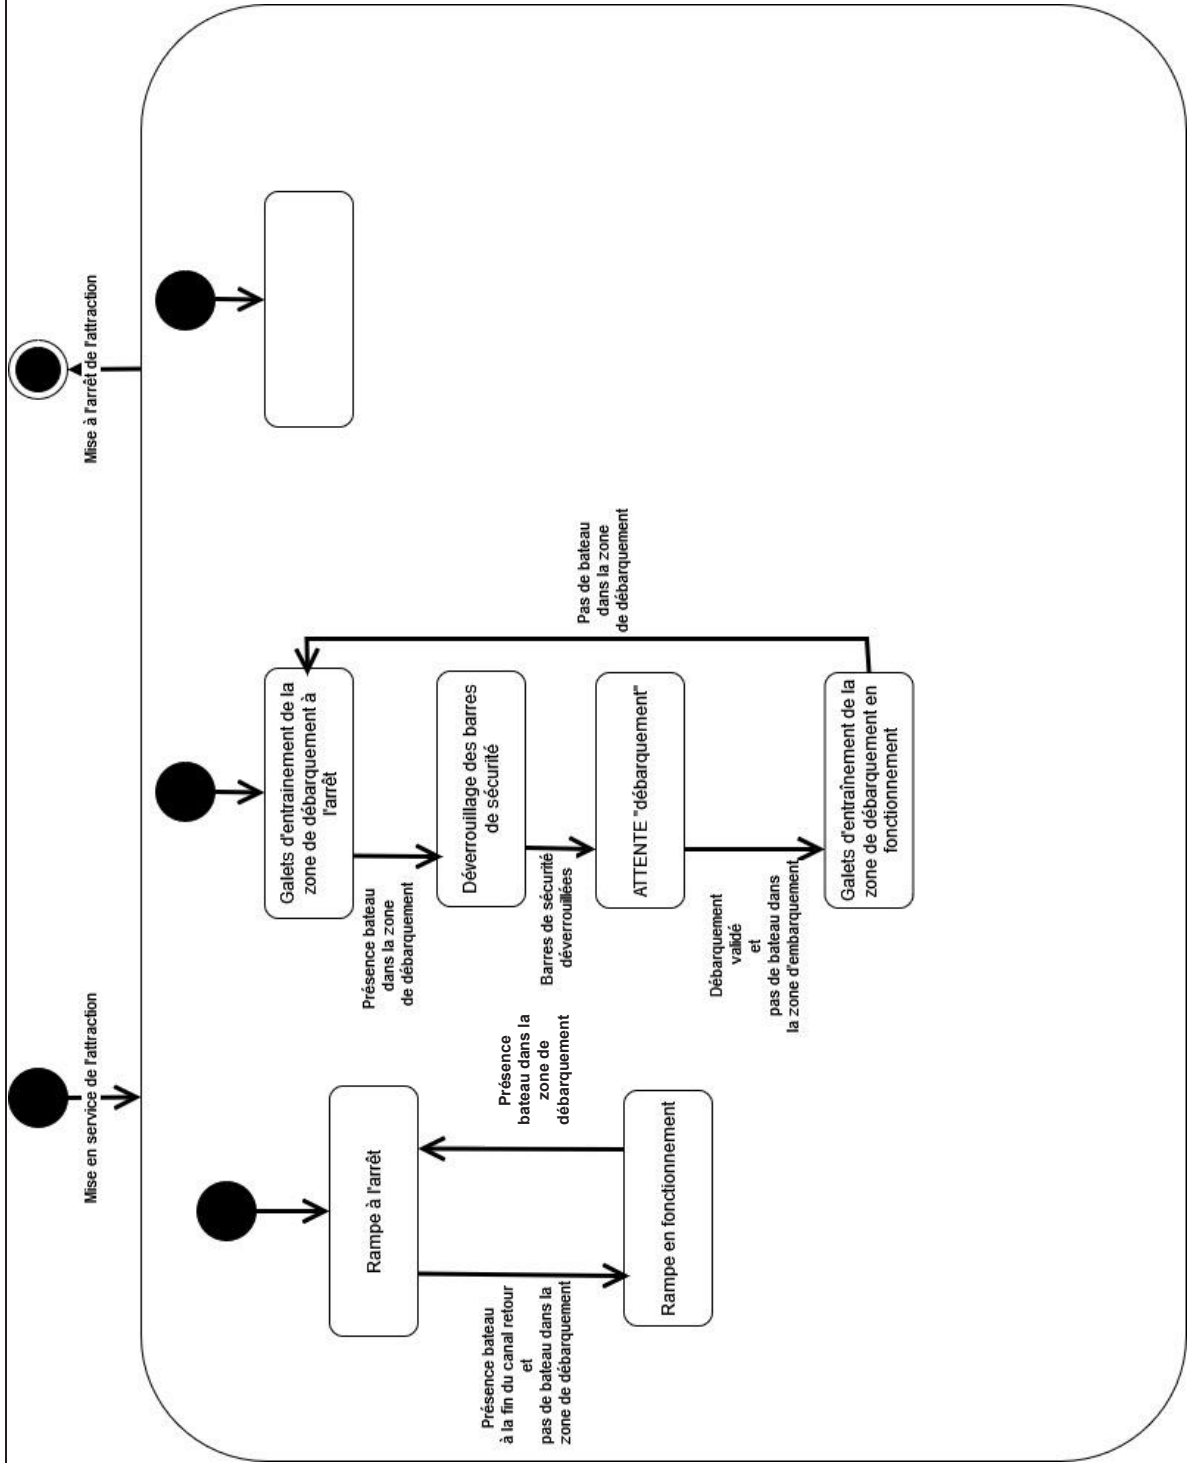 Mise en service de l'attraction
Mise à l'arrêt de l'attraction
Rampe à l'arrêt
Présence bateau
à la fin du canal retour
et
pas de bateau dans la
zone de débarquement
Présence
bateau dans la
zone de
débarquement
Rampe en fonctionnement
Galets d'entrainement de la
zone de débarquement à
l'arrêt
Présence bateau
dans la zone
de débarquement
Déverrouillage des barres
de sécurité
Barres de sécurité
déverrouillées
ATTENTE "débarquement"
Débarquement
validé
et
pas de bateau dans
la zone d'embarquement
Galets d'entraînement de la
zone de débarquement en
fonctionnement
Pas de bateau
dans la zone
de débarquement